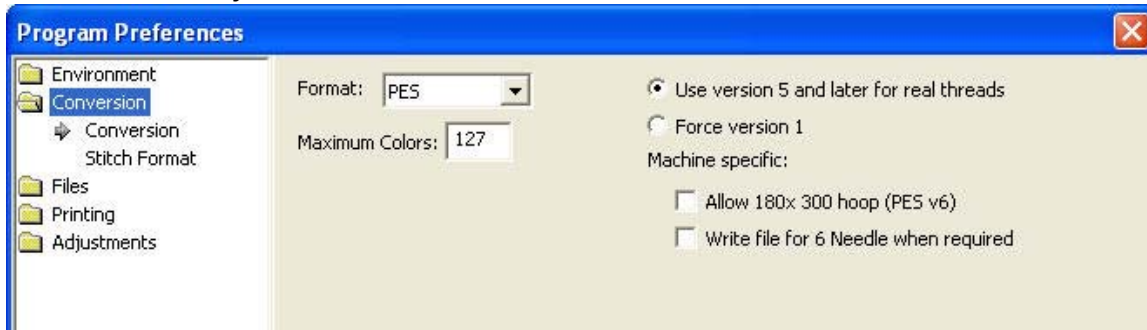 Program Preferences
Environment
Conversion
Conversion
Stitch Format
Files
Printing
Adjustments
Format: PES
Maximum Colors: 127
Use version 5 and later for real threads
Force version 1
Machine specific:
Allow 180x 300 hoop (PES v6)
Write file for 6 Needle when required